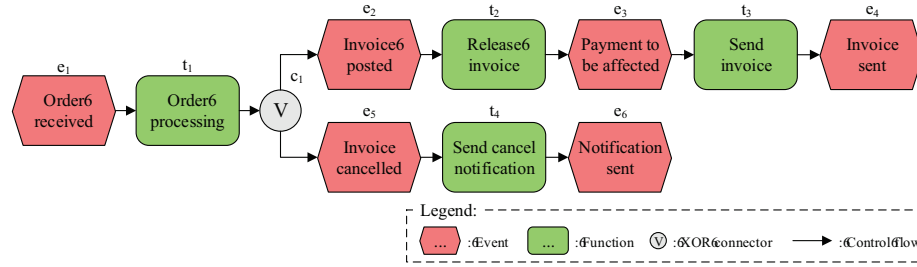 e2
t2
e3
t3
e4
Invoice6
posted
Release6
invoice
Payment to
be affected
Send
invoice
Invoice
sent
e1
t1
c1
Order6
received
Order6
processing
V
e5
t4
e6
Invoice
cancelled
Send cancel
notification
Notification
sent
Legend:
... :6Event
... :6Function
V :6XOR6connector
:6Control6flow